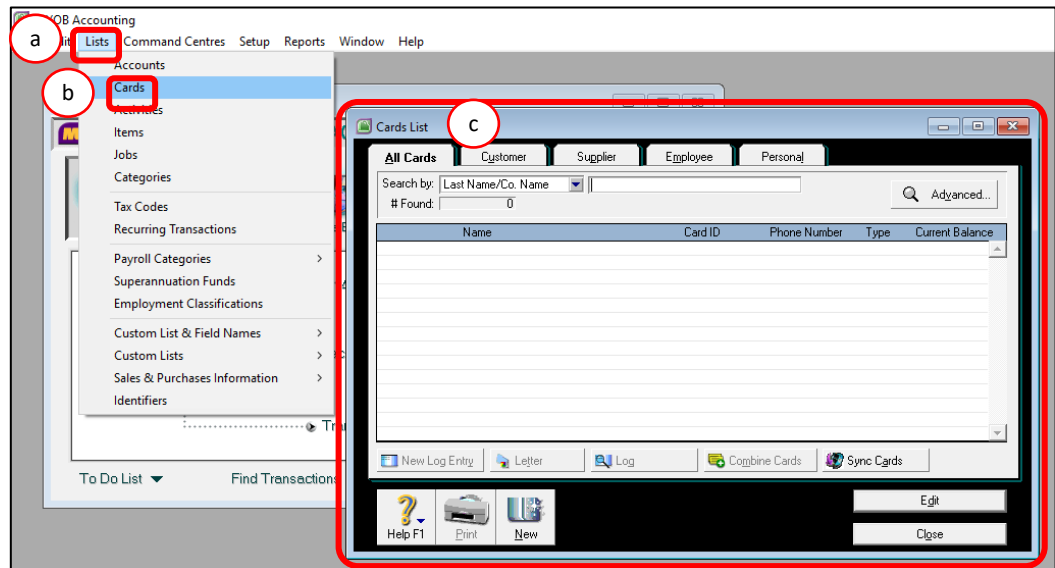 OB Accounting
a
Lists Command Centres Setup Reports Window Help
Accounts
b
Cards
Activities
Items
Jobs
Categories
Tax Codes
Recurring Transactions
Payroll Categories
Superannuation Funds
Employment Classifications
Custom List & Field Names
Custom Lists
Sales & Purchases Information
Identifiers
To Do List
Find Transactions
c
Cards List
All Cards Customer Supplier Employee Personal
Search by: Last Name/Co. Name
Advanced...
# Found: 0
Name Card ID Phone Number Type Current Balance
New Log Entry Letter Log Combine Cards Sync Cards
Edit
Help F1 Print New
Close